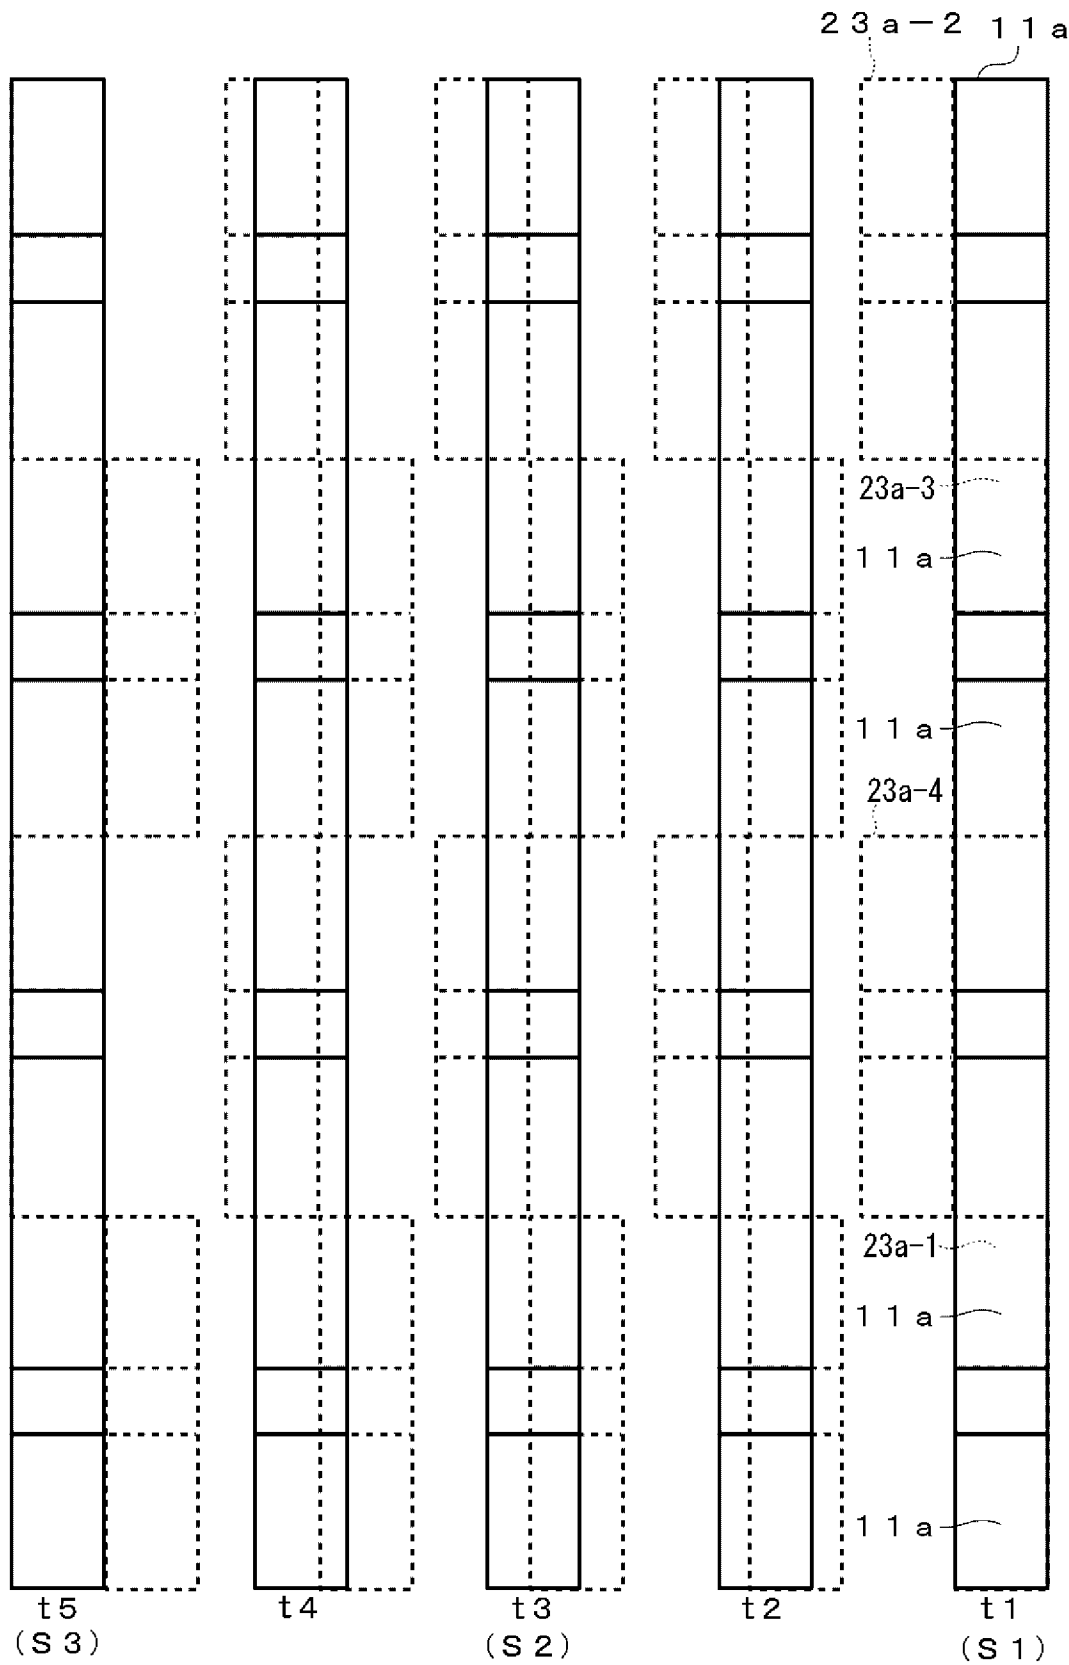 ２３ａ－２ １１ａ
23a-3
１１ａ
１１ａ
23a-4
23a-1
１１ａ
１１ａ
ｔ５ ｔ４ ｔ３ ｔ２ ｔ１
（Ｓ３） （Ｓ２） （Ｓ１）